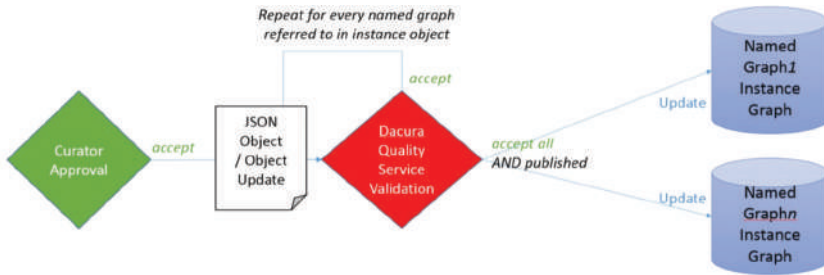 Repeat for every named graph
referred to in instance object
accept
Curator
Approval
accept
JSON
Object
/ Object
Update
Dacura
Quality
Service
Validation
accept all
AND published
Update
Named
Graph1
Instance
Graph
Update
Named
Graphn
Instance
Graph